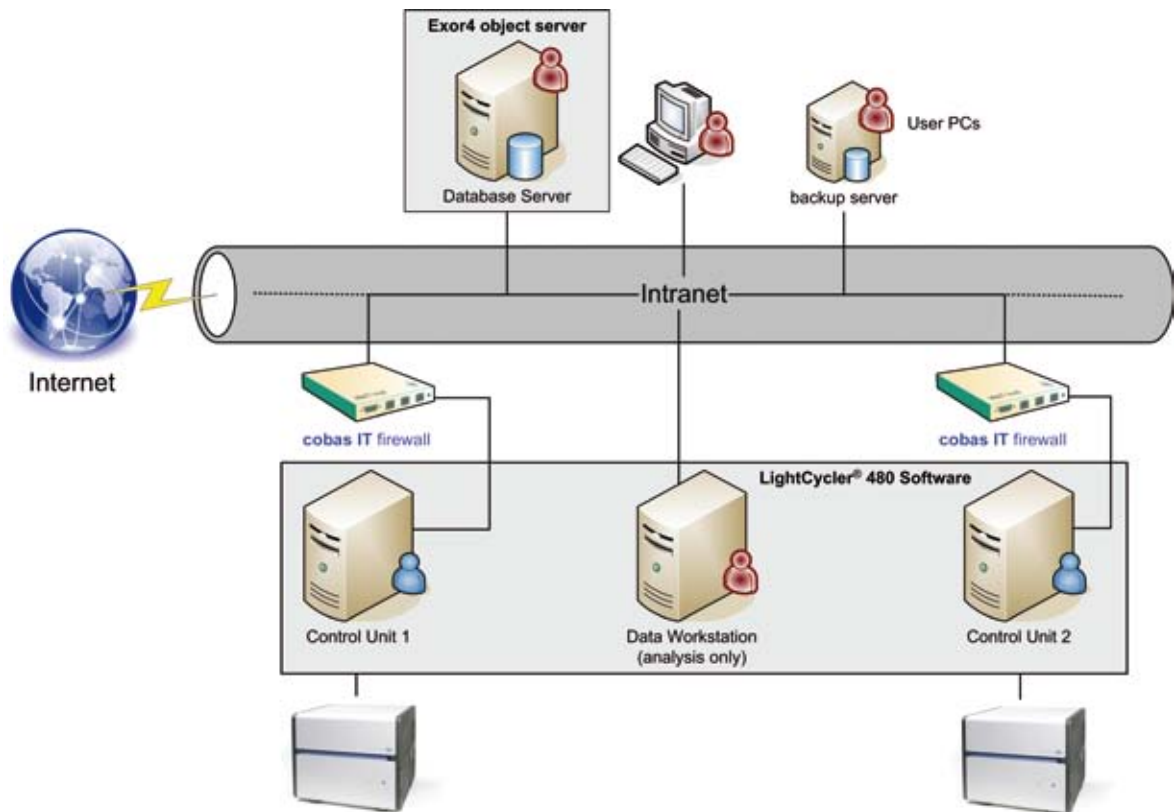 Exor4 object server
Database Server
User PCs
backup server
Intranet
Internet
cobas IT firewall
cobas IT firewall
LightCycler® 480 Software
Control Unit 1
Data Workstation
(analysis only)
Control Unit 2